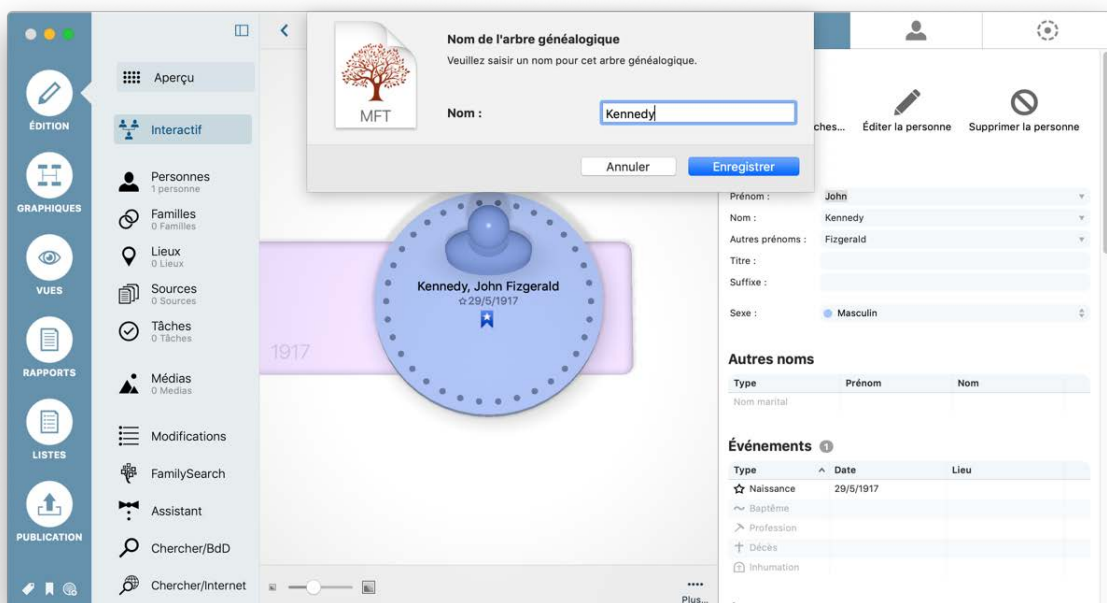 ÉDITION
GRAPHIQUES
VUES
RAPPORTS
LISTES
PUBLICATION
Aperçu
Interactif
Personnes
1 personne
Familles
0 Familles
Lieux
0 Lieux
Sources
0 Sources
Tâches
0 Tâches
Médias
0 Medias
Modifications
FamilySearch
Assistant
Chercher/BdD
Chercher/Internet
MFT
Nom de l'arbre généalogique
Veuillez saisir un nom pour cet arbre généalogique.
Nom : Kennedy
Annuler Enregistrer
1917
Kennedy, John Fizgerald
29/5/1917
Plus...
ches... Éditer la personne Supprimer la personne
Prénom : John
Nom : Kennedy
Autres prénoms : Fizgerald
Titre :
Suffixe :
Sexe : Masculin
Autres noms
Type Prénom Nom
Nom marital
Événements 1
Type Date Lieu
Naissance 29/5/1917
Baptême
Profession
Décès
Inhumation